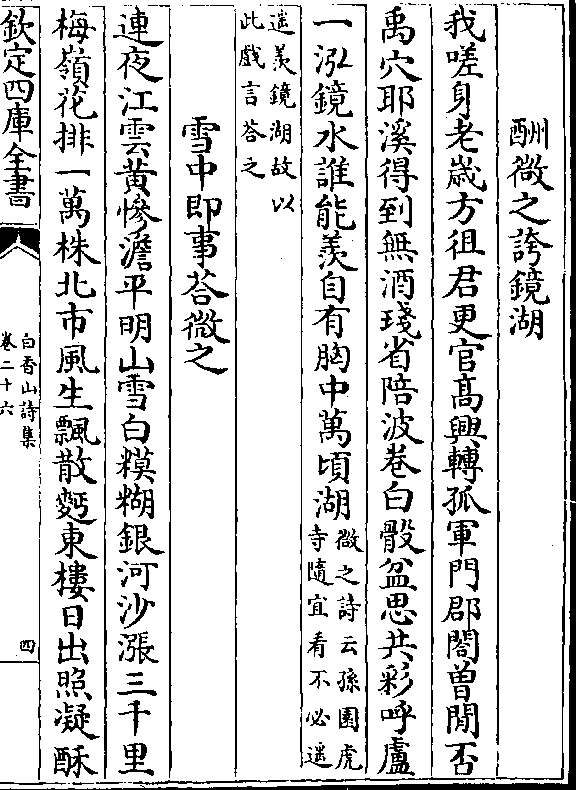 酬微之誇鏡湖
我嗟身老歳方徂君更官髙興轉孤軍門郡閤曽閒否
禹穴耶溪得到無酒琖省陪波卷白骰盆思共彩呼盧
一泓鏡水誰能羨自有胸中萬頃湖微之詩云孫園虎
寺隨宜看不必遥
遥羨鏡湖故以
此戲言荅之
雪中即事荅微之
連夜江雲黄慘澹平明山雪白糢糊銀河沙漲三千里
梅嶺花排一萬株北市風生飄散麫東樓日出照凝酥
欽定四庫全書
白香山詩集
卷二十六
四